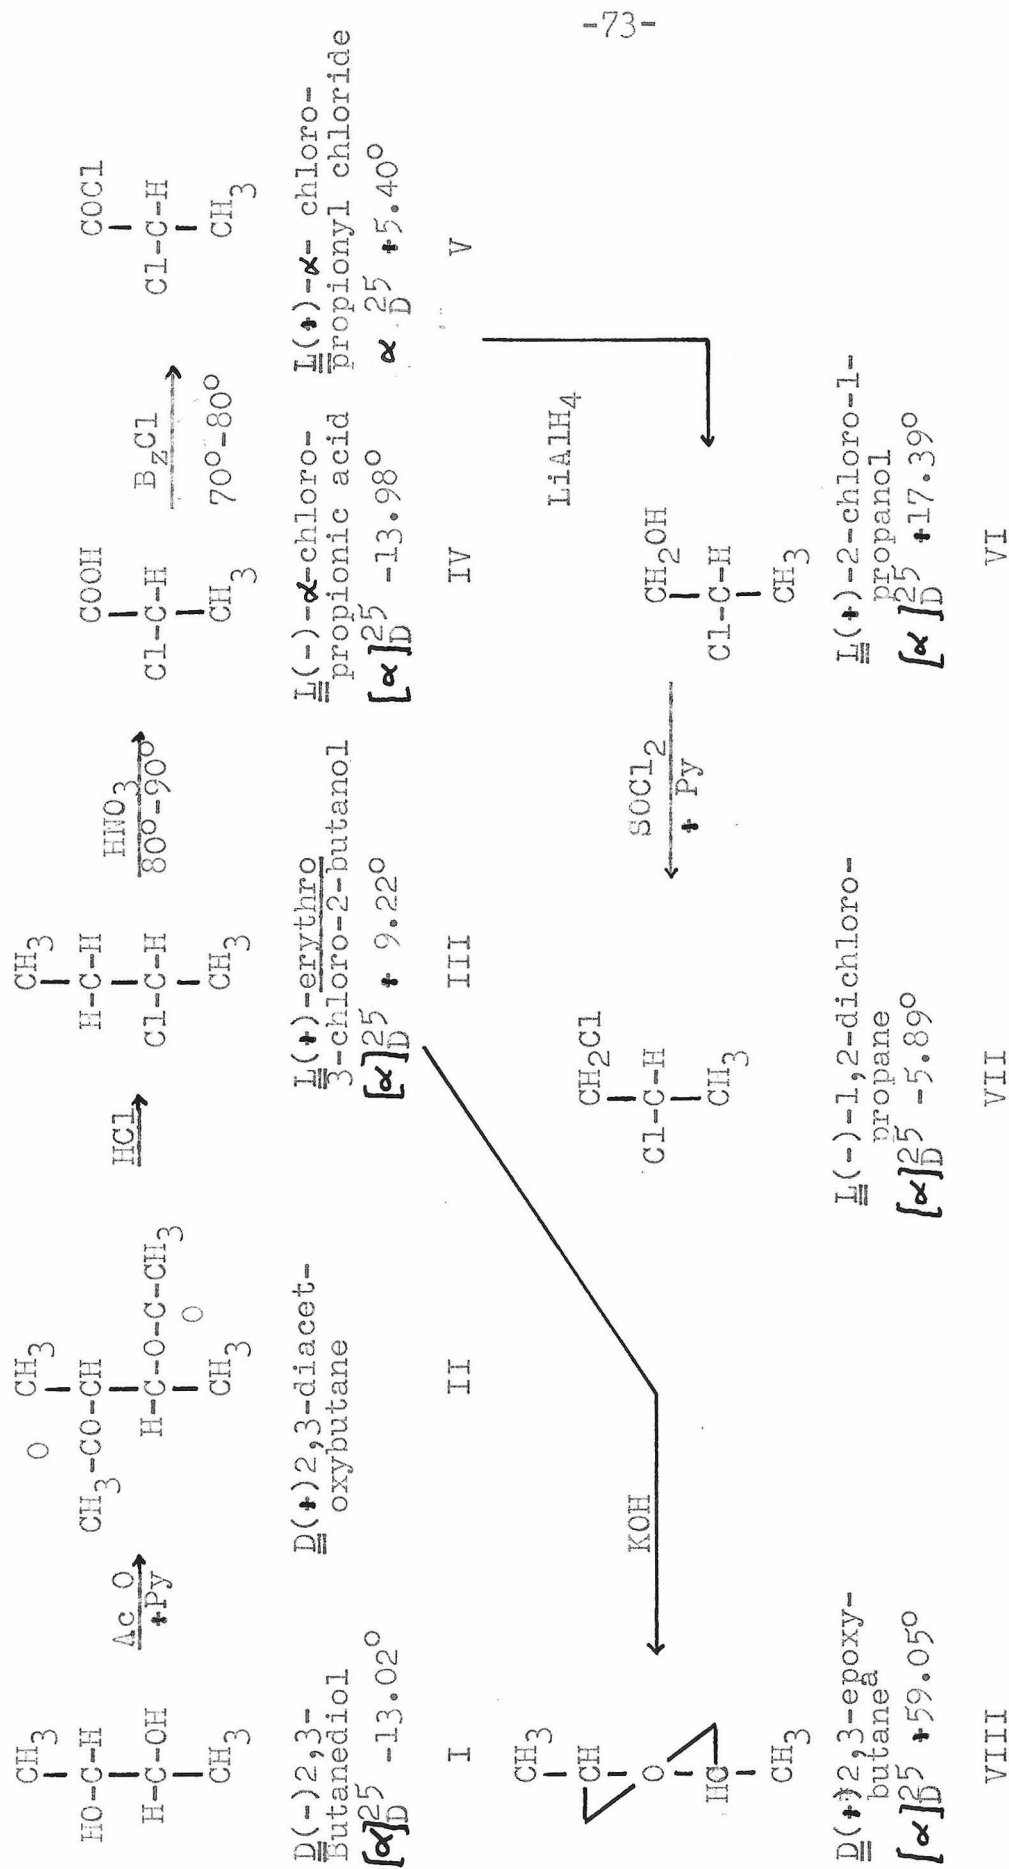 -73-
CH3
HO-C-H
H-C-OH
CH3
D(-)2,3-
Butanediol
[α]25D -13.02°
I
Ac O
+Py
CH3
O
CH3-CO-CH
H-C-O-C-CH3
O
CH3
D(+)2,3-diacet-
oxybutane
II
HCl
CH3
H-C-H
Cl-C-H
CH3
L(+)-erythro
3-chloro-2-butanol
[α]25D + 9.22°
III
HNO3
80°-90°
COOH
Cl-C-H
CH3
L(-)-α-chloro-
propionic acid
[α]25D -13.98°
IV
BzCl
70°-80°
COCl
Cl-C-H
CH3
L(+)-α- chloro-
propionyl chloride
α 25D +5.40°
V
LiAlH4
CH2OH
Cl-C-H
CH3
L(+)-2-chloro-1-
propanol
[α]25D +17.39°
VI
SOCl2
+ Py
CH2Cl
Cl-C-H
CH3
L(-)-1,2-dichloro-
propane
[α]25D -5.89°
VII
KOH
CH3
CH
O
HC
CH3
D(+)2,3-epoxy-
butanea
[α]25D +59.05°
VIII